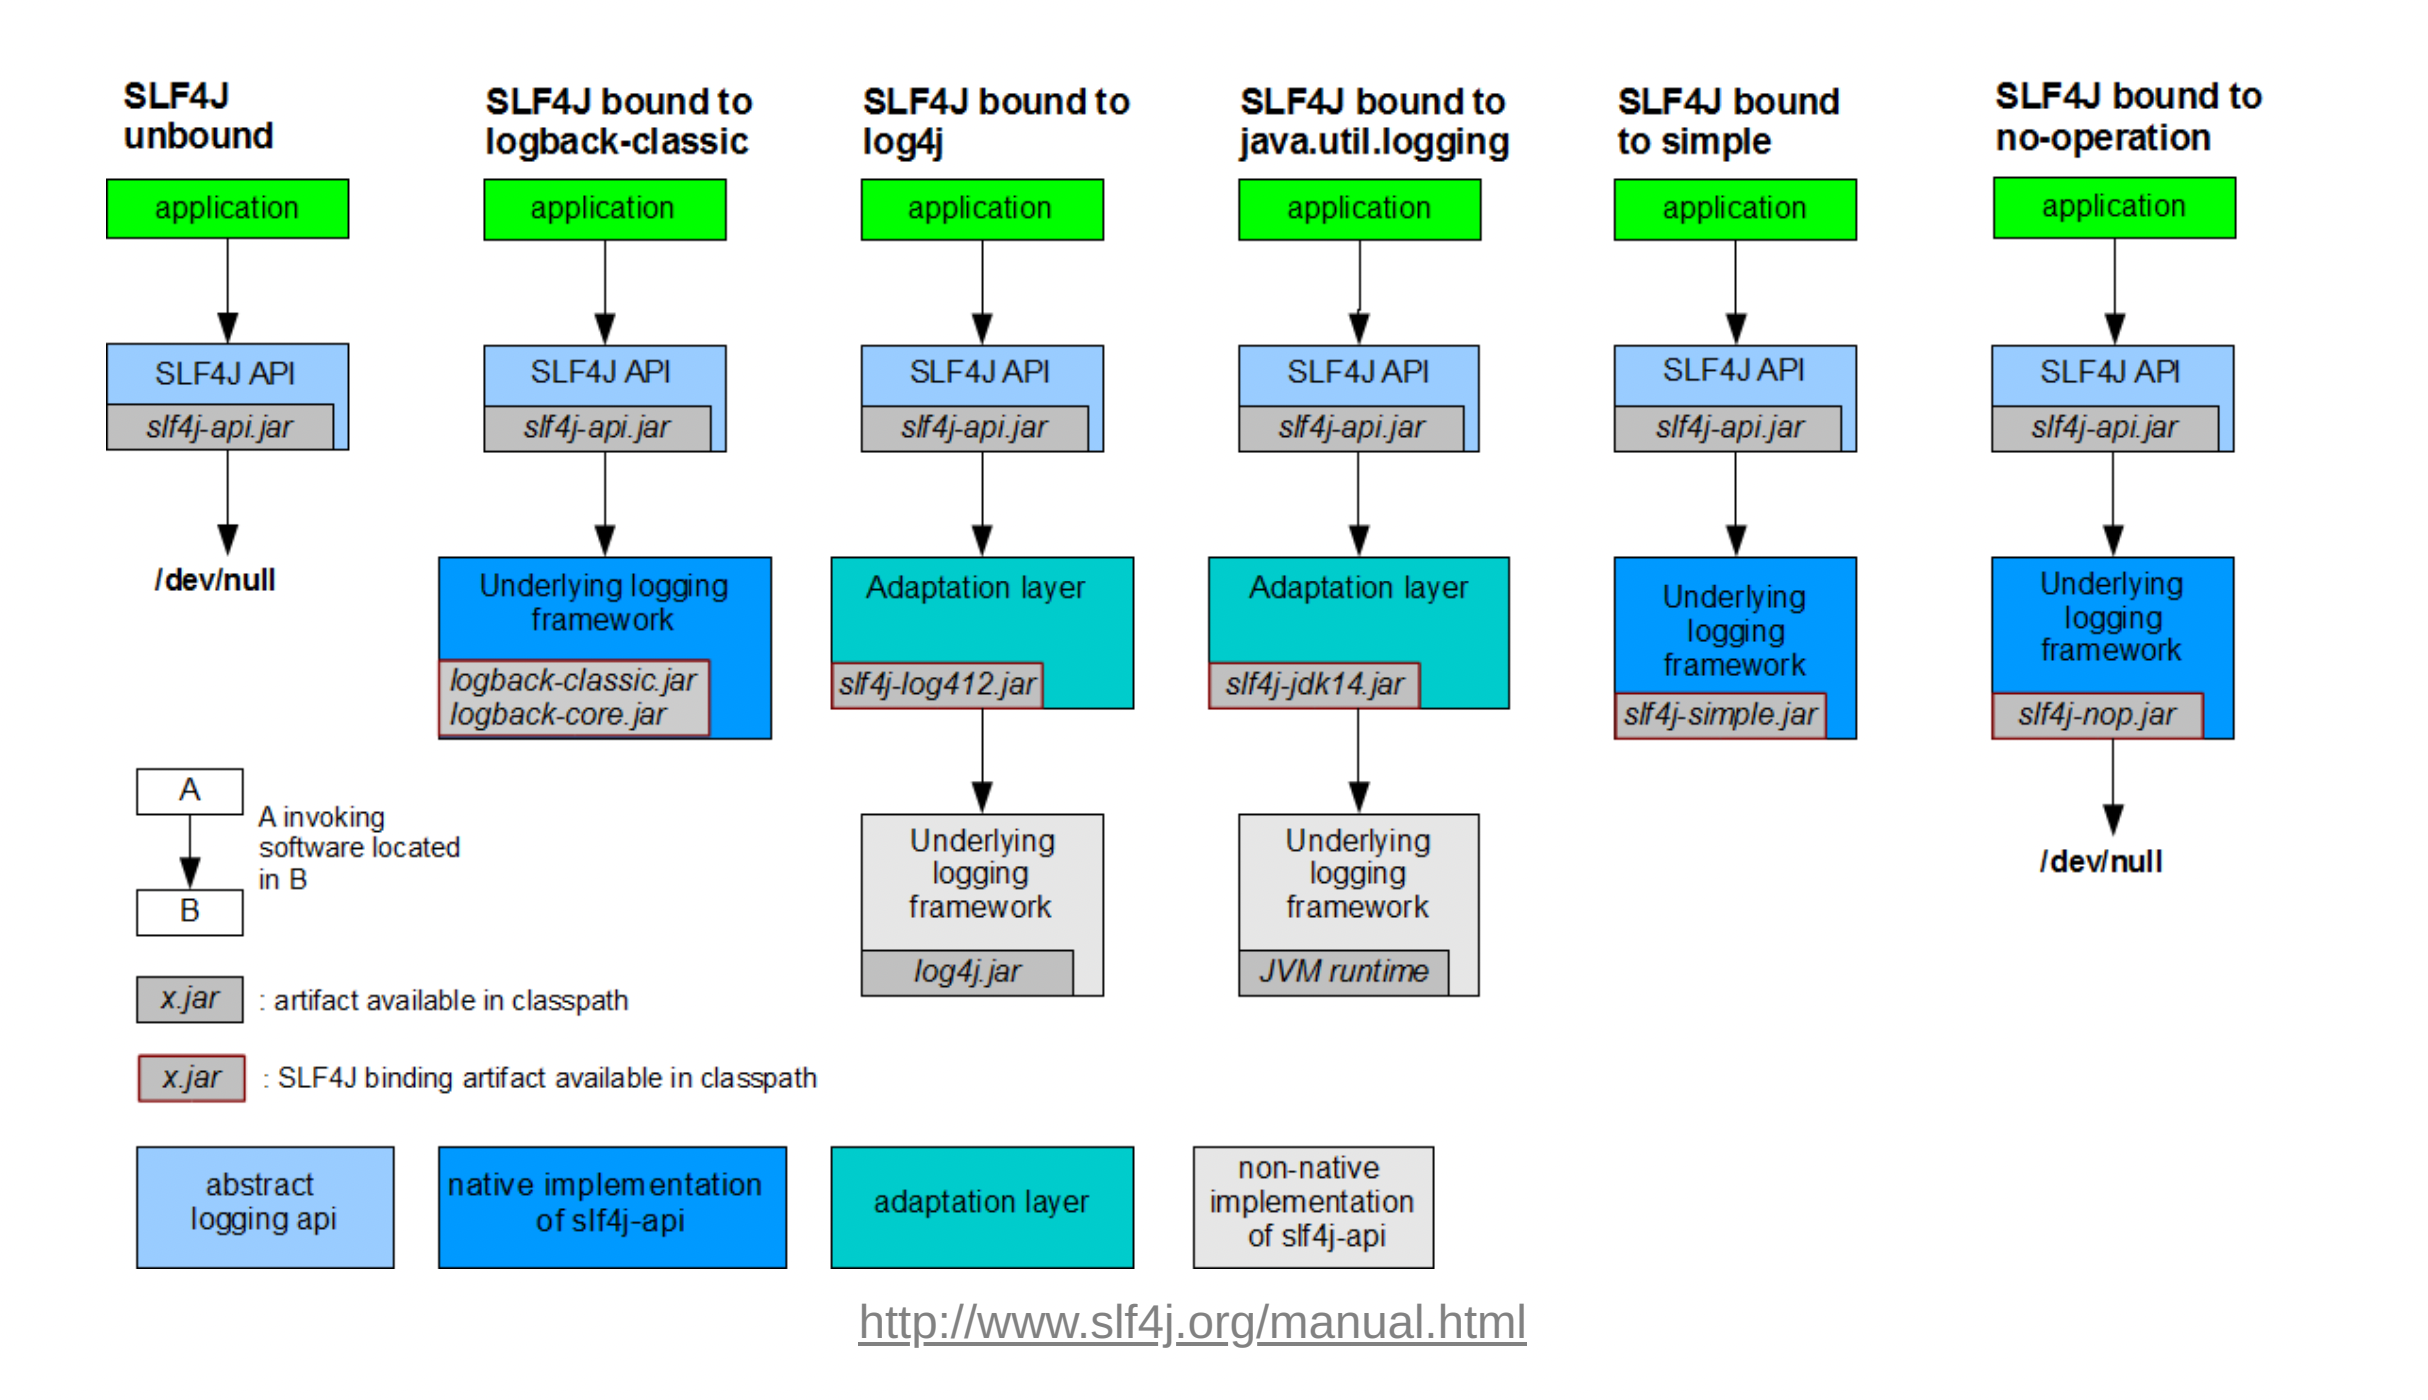 SLF4J
unbound
application
SLF4J API
slf4j-api.jar
/dev/null
SLF4J bound to
logback-classic
application
SLF4J API
slf4j-api.jar
Underlying logging
framework
logback-classic.jar
logback-core.jar
SLF4J bound to
log4j
application
SLF4J API
slf4j-api.jar
Adaptation layer
slf4j-log412.jar
Underlying
logging
framework
log4j.jar
SLF4J bound to
java.util.logging
application
SLF4J API
slf4j-api.jar
Adaptation layer
slf4j-jdk14.jar
Underlying
logging
framework
JVM runtime
SLF4J bound
to simple
application
SLF4J API
slf4j-api.jar
Underlying
logging
framework
slf4j-simple.jar
SLF4J bound to
no-operation
application
SLF4J API
slf4j-api.jar
Underlying
logging
framework
slf4j-nop.jar
/dev/null
A
B
A invoking
software located
in B
x.jar : artifact available in classpath
x.jar : SLF4J binding artifact available in classpath
abstract
logging api
native implementation
of slf4j-api
adaptation layer
non-native
implementation
of slf4j-api
http://www.slf4j.org/manual.html